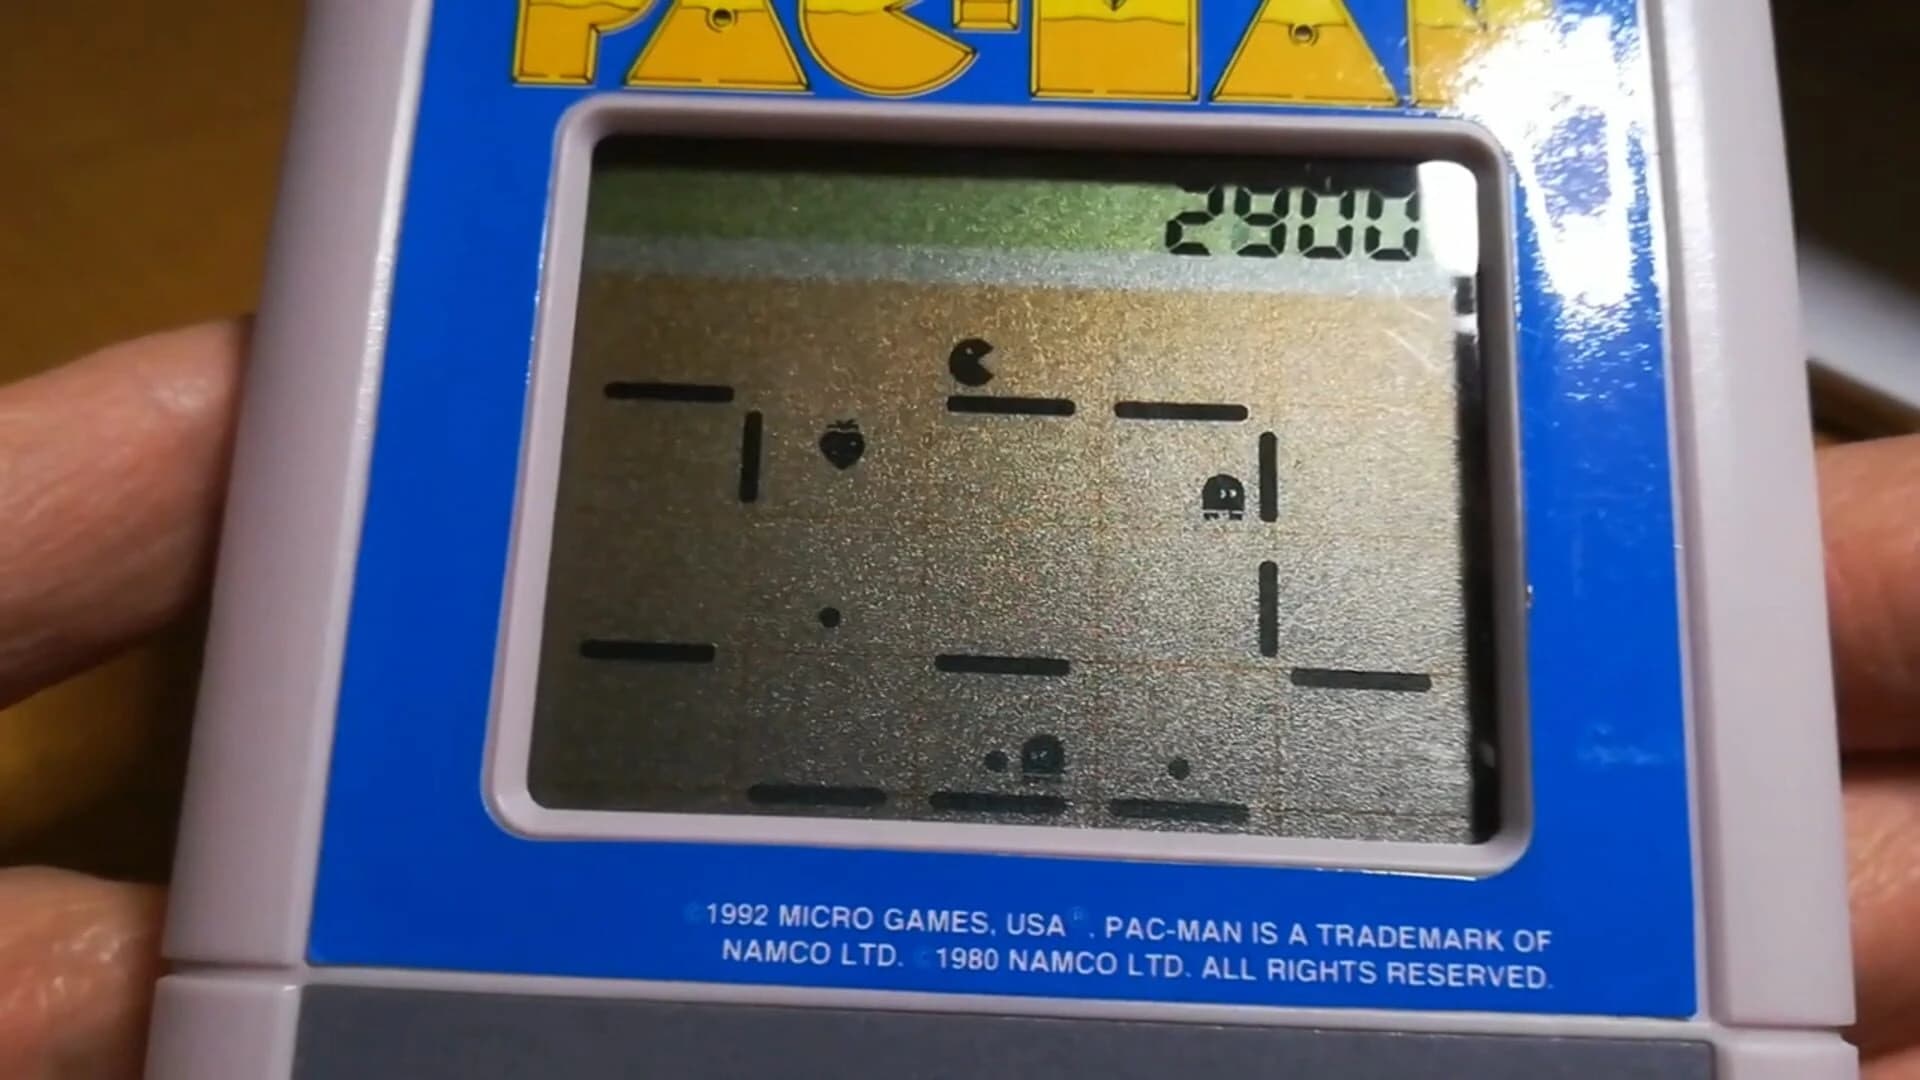 PAC-MAN
2900
©1992 MICRO GAMES, USA®. PAC-MAN IS A TRADEMARK OF
NAMCO LTD. ©1980 NAMCO LTD. ALL RIGHTS RESERVED.